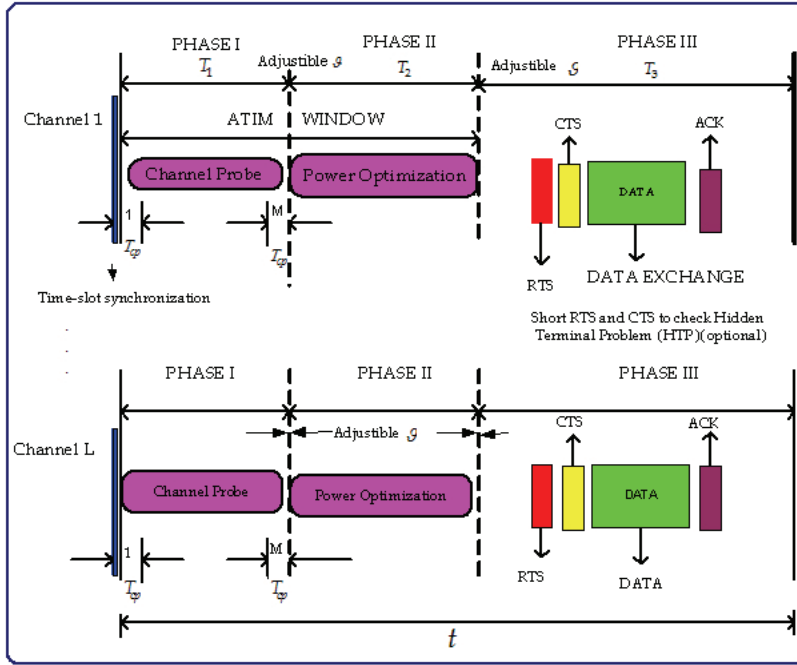 PHASE I
PHASE II
PHASE III
T1
Adjustible 𝒢
T2
Adjustible 𝒢
T3
Channel 1
ATIM WINDOW
CTS
ACK
Channel Probe
Power Optimization
DATA
1
M
Tcp
Tcp
RTS
DATA EXCHANGE
Time-slot synchronization
Short RTS and CTS to check Hidden
Terminal Problem (HTP)(optional)
PHASE I
PHASE II
PHASE III
Channel L
Adjustible 𝒢
CTS
ACK
Channel Probe
Power Optimization
DATA
1
M
Tcp
Tcp
RTS
DATA
t